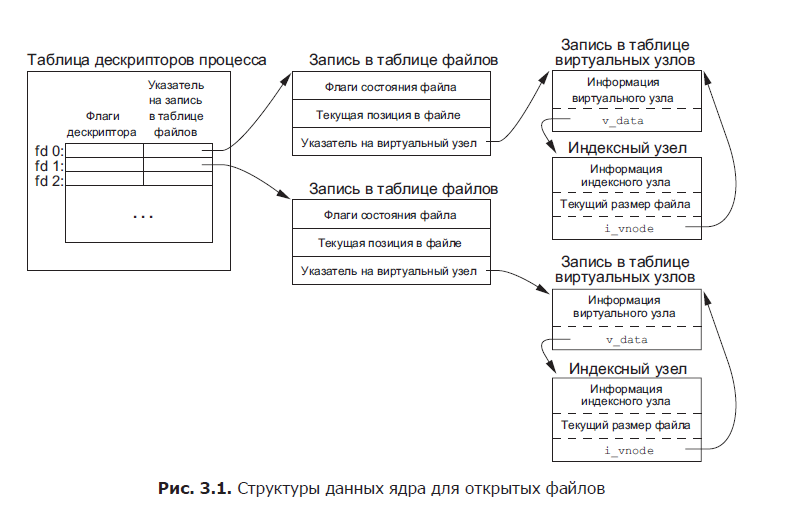 Таблица дескрипторов процесса
Флаги
дескриптора
Указатель
на запись
в таблице
файлов
fd 0:
fd 1:
fd 2:
. . .
Запись в таблице файлов
Флаги состояния файла
Текущая позиция в файле
Указатель на виртуальный узел
Запись в таблице файлов
Флаги состояния файла
Текущая позиция в файле
Указатель на виртуальный узел
Запись в таблице
виртуальных узлов
Информация
виртуального узла
v_data
Индексный узел
Информация
индексного узла
Текущий размер файла
i_vnode
Запись в таблице
виртуальных узлов
Информация
виртуального узла
v_data
Индексный узел
Информация
индексного узла
Текущий размер файла
i_vnode
Рис. 3.1. Структуры данных ядра для открытых файлов